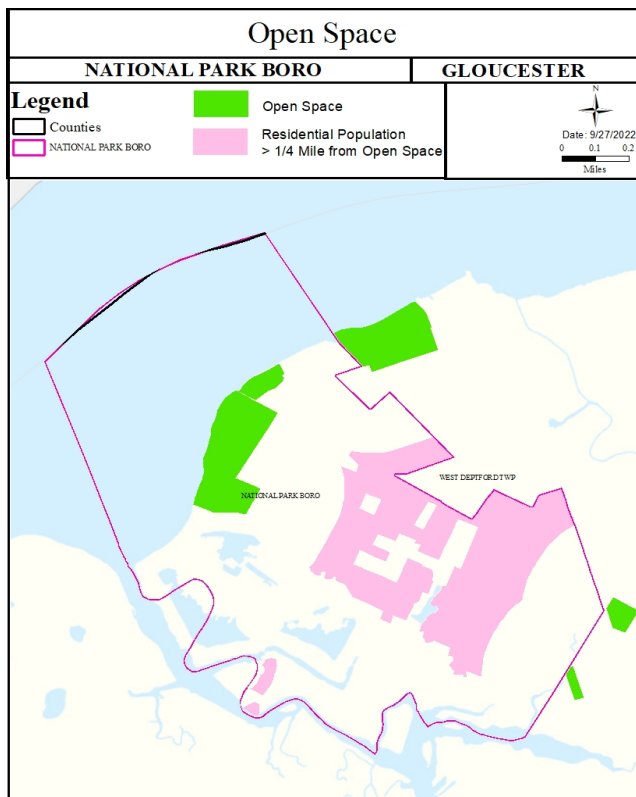 Open Space
NATIONAL PARK BORO
GLOUCESTER
Legend
Counties
NATIONAL PARK BORO
Open Space
Residential Population
> 1/4 Mile from Open Space
N
Date: 9/27/2022
0 0.1 0.2
Miles
WEST DEPTFORD TWP
NATIONAL PARK BORO